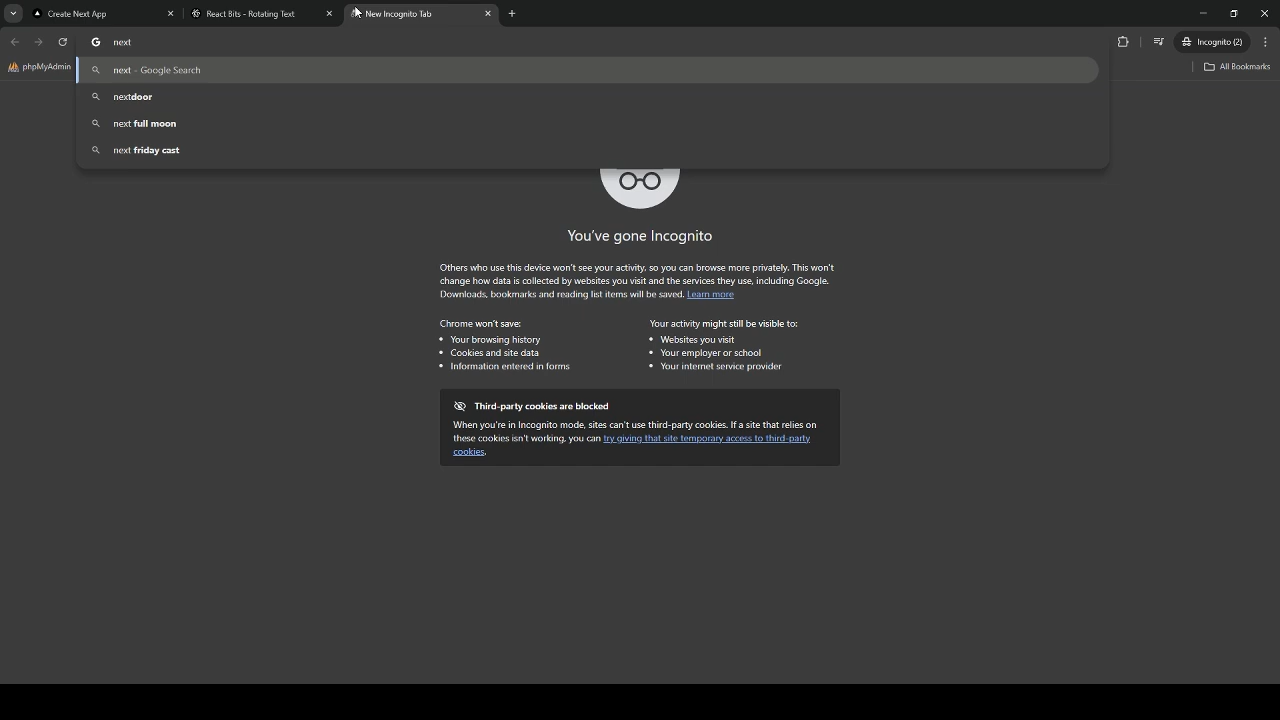 Create Next App
React Bits - Rotating Text
New Incognito Tab
next
Incognito (2)
phpMyAdmin
All Bookmarks
next - Google Search
nextdoor
next full moon
next friday cast
You've gone Incognito
Others who use this device won't see your activity, so you can browse more privately. This won't
change how data is collected by websites you visit and the services they use, including Google.
Downloads, bookmarks and reading list items will be saved. Learn more
Chrome won't save:
Your browsing history
Cookies and site data
Information entered in forms
Your activity might still be visible to:
Websites you visit
Your employer or school
Your internet service provider
Third-party cookies are blocked
When you're in Incognito mode, sites can't use third-party cookies. If a site that relies on
these cookies isn't working, you can try giving that site temporary access to third-party
cookies.